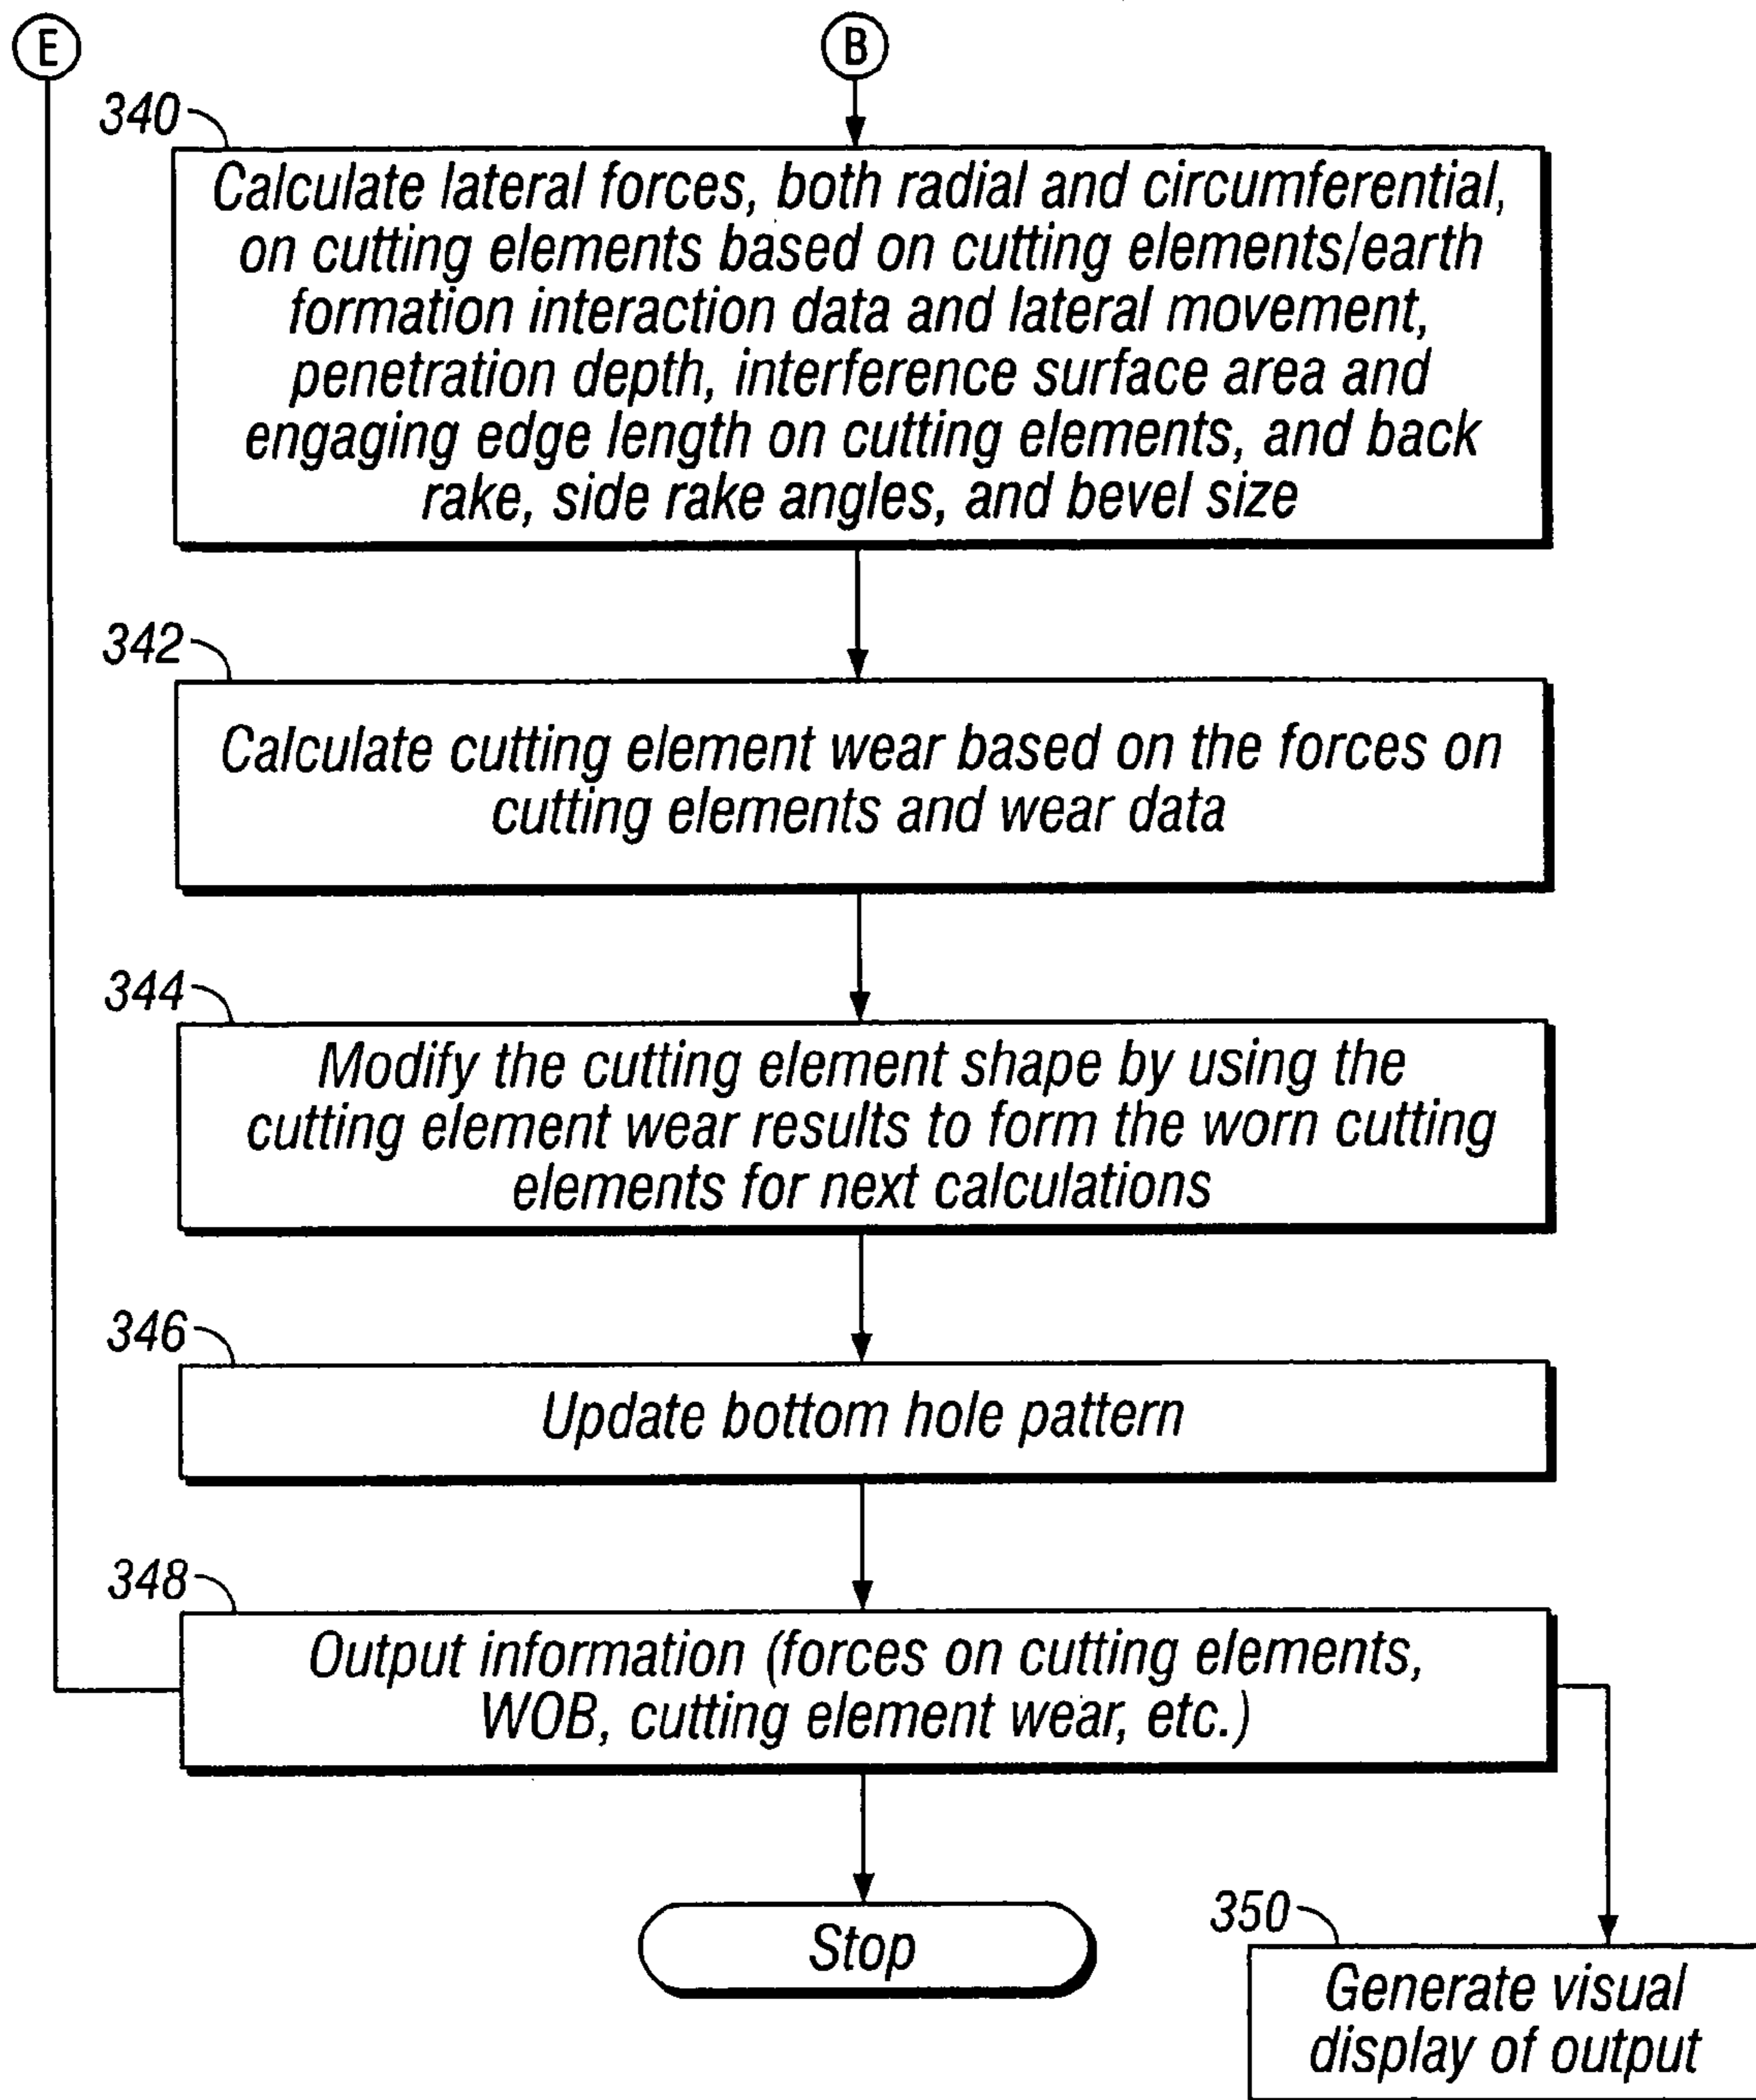 E
B
340
Calculate lateral forces, both radial and circumferential,
on cutting elements based on cutting elements/earth
formation interaction data and lateral movement,
penetration depth, interference surface area and
engaging edge length on cutting elements, and back
rake, side rake angles, and bevel size
342
Calculate cutting element wear based on the forces on
cutting elements and wear data
344
Modify the cutting element shape by using the
cutting element wear results to form the worn cutting
elements for next calculations
346
Update bottom hole pattern
348
Output information (forces on cutting elements,
WOB, cutting element wear, etc.)
Stop
350
Generate visual
display of output